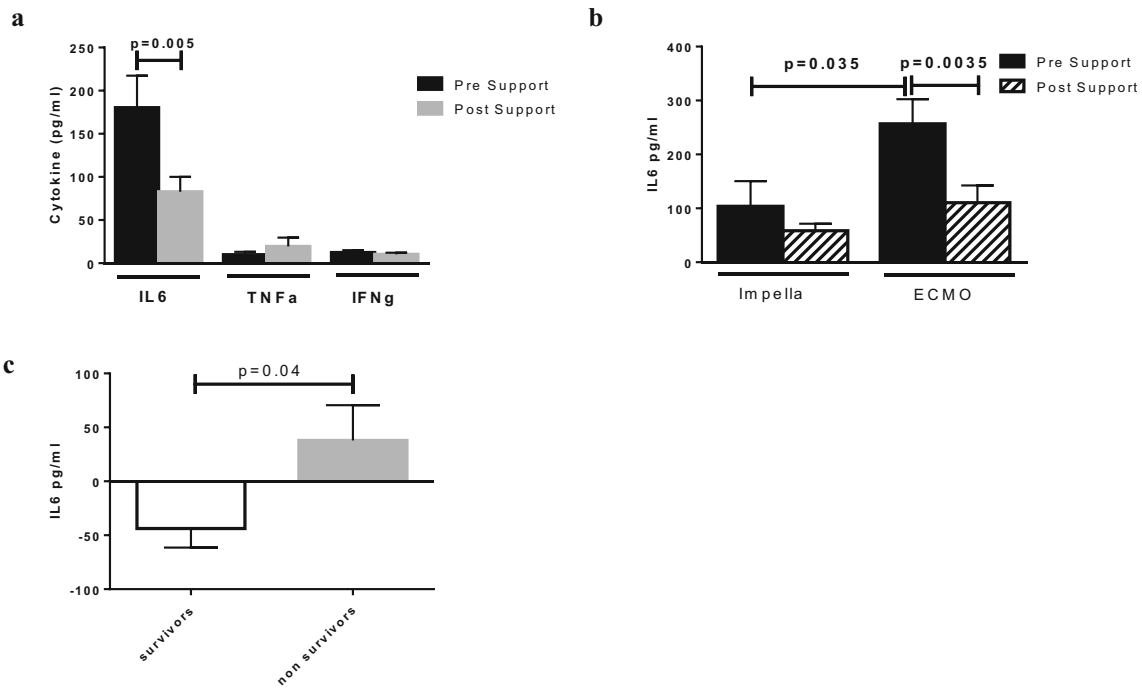 a
p=0.005
250
200
150
100
50
0
Cytokine (pg/ml)
Pre Support
Post Support
IL6
TNFa
IFNg
b
400
300
200
100
0
IL6 pg/ml
p=0.035
p=0.0035
Pre Support
Post Support
Impella
ECMO
c
100
50
0
-50
-100
IL6 pg/ml
p=0.04
survivors
non survivors